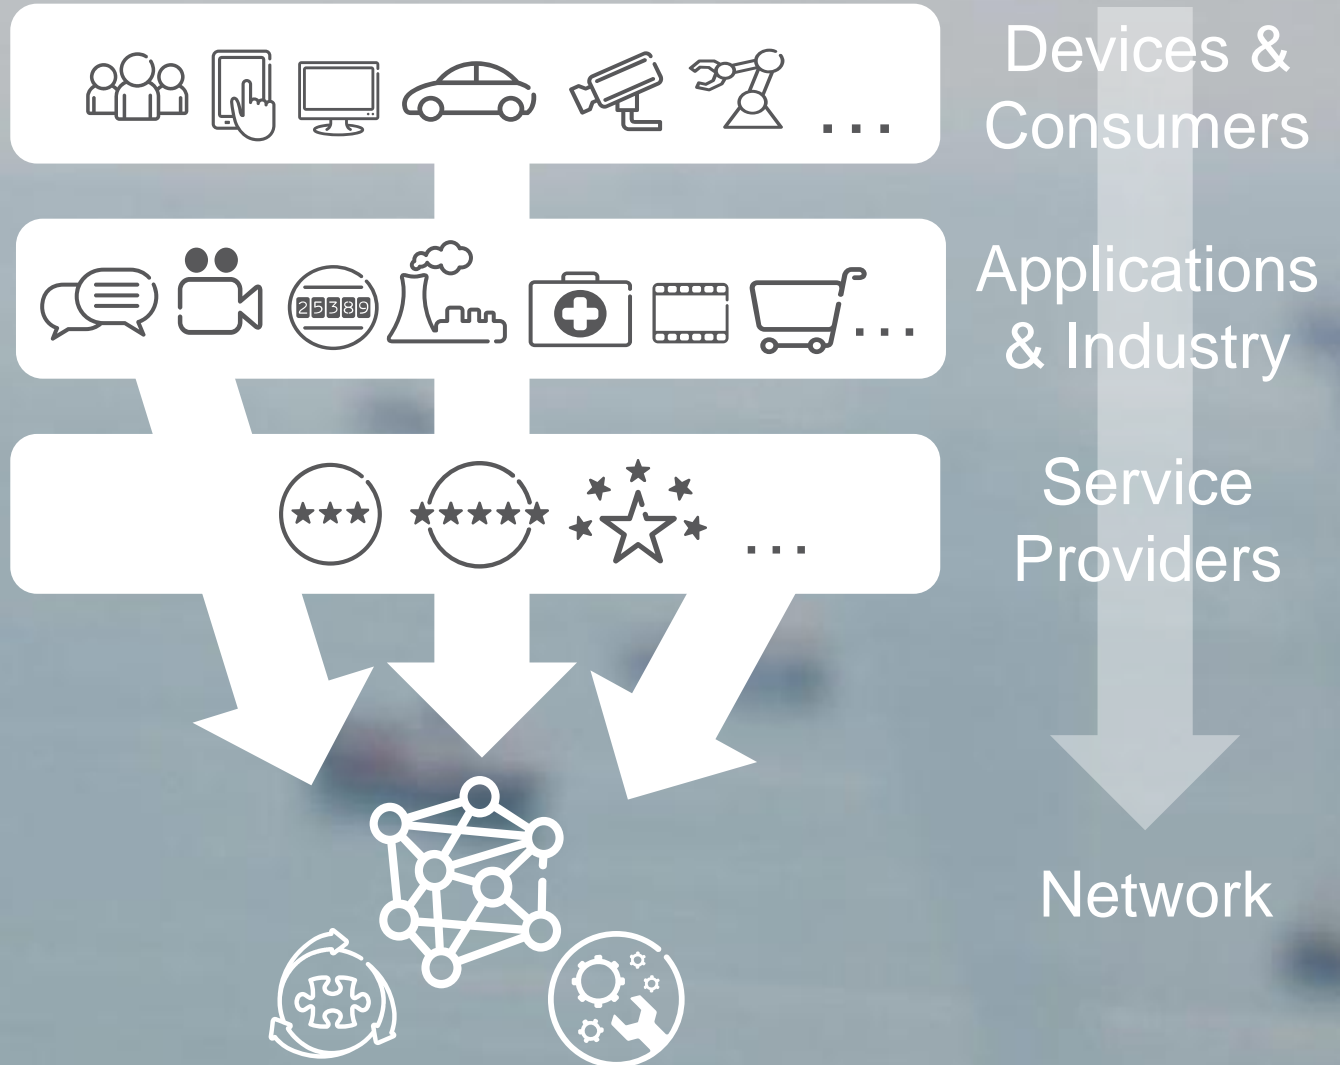 Devices &
Consumers
...
Applications
& Industry
25389
...
Service
Providers
...
Network